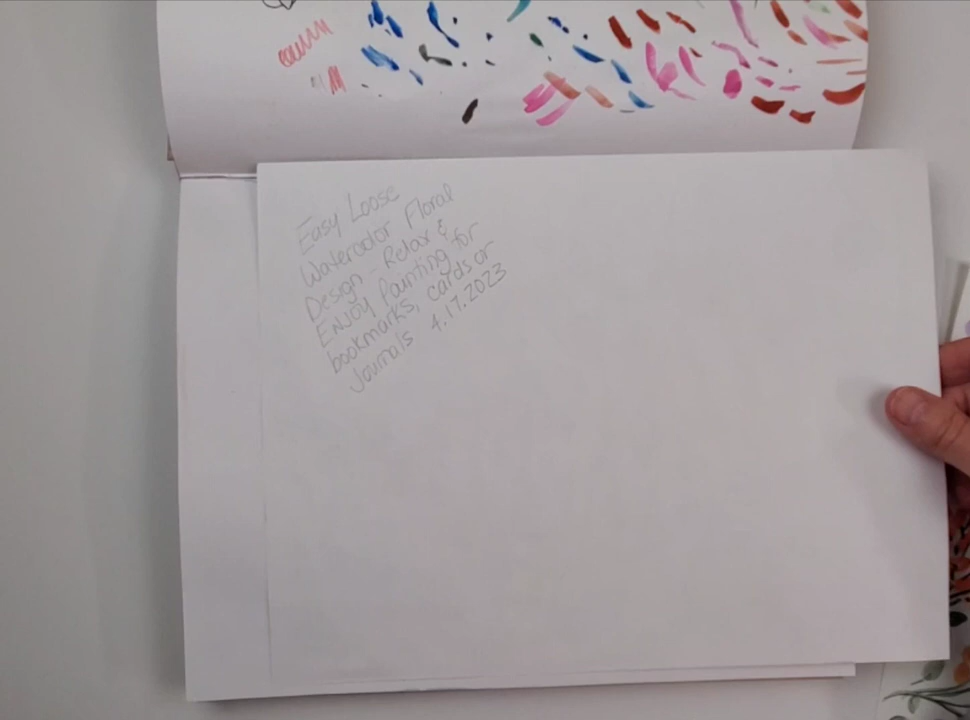 Easy Loose
Watercolor Floral
Design - Relax &
Enjoy Painting for
bookmarks, cards or
Journals 4.17.2023